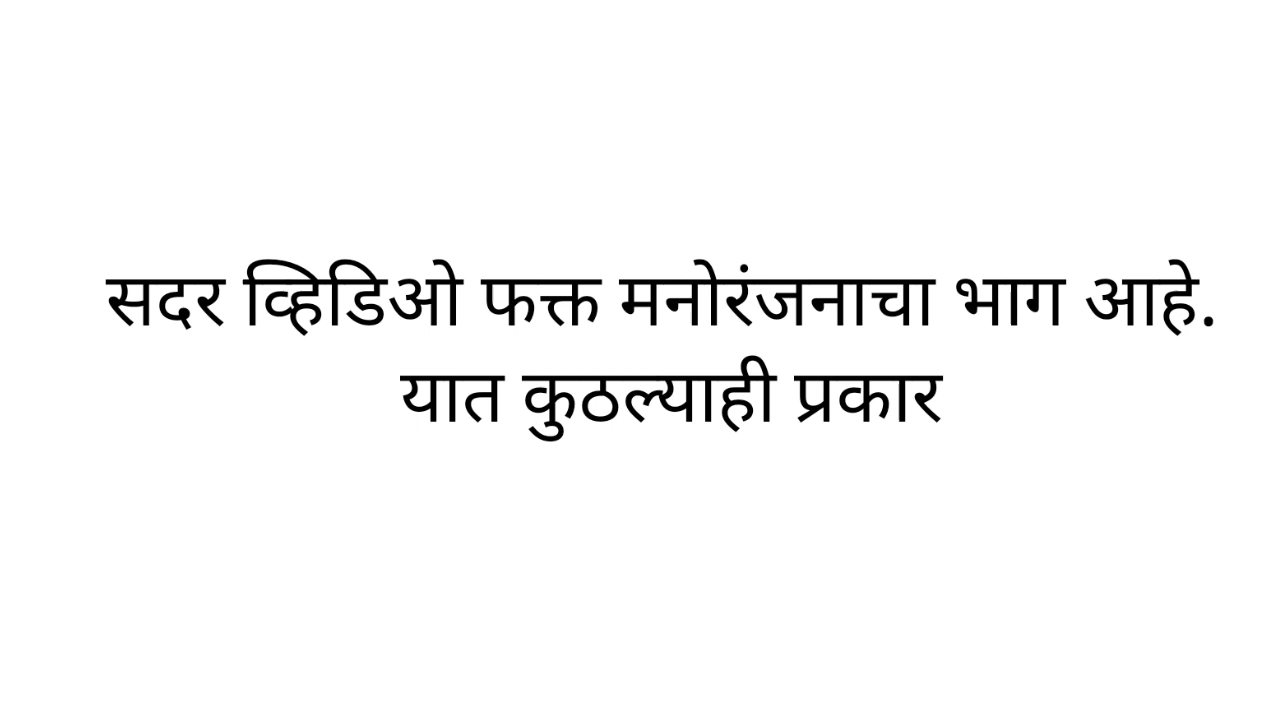 सदर व्हिडिओ फक्त मनोरंजनाचा भाग आहे.
यात कुठल्याही प्रकार